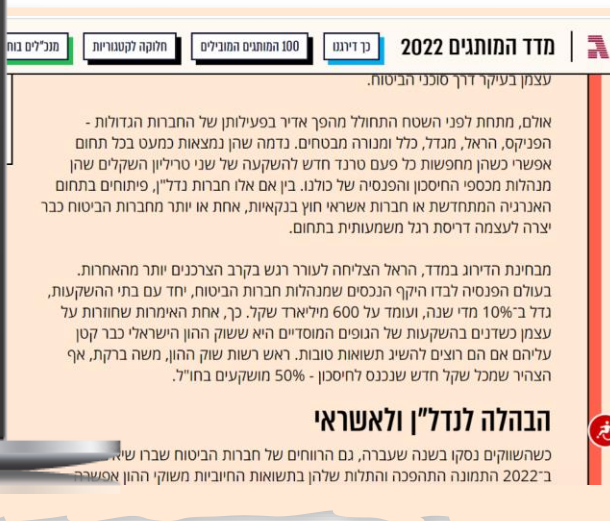 מדד המותגים 2022
כך דירגנו
100 המותגים המובילים
חלוקה לקטגוריות
מנכ"לים
עצמן בעיקר דרך סוכני הביטוח.
אולם, מתחת לפני השטח התחולל מהפך אדיר בפעילותן של החברות הגדולות -
הפניקס, הראל, מגדל, כלל ומנורה מבטחים. נדמה שהן נמצאות כמעט בכל תחום
אפשרי כשהן מחפשות כל פעם טרנד חדש להשקעה של שני טריליון השקלים שהן
מנהלות מכספי החיסכון והפנסיה של כולנו. בין אם אלו חברות נדל"ן, פיתוחים בתחום
האנרגיה המתחדשת או חברות אשראי חוץ בנקאיות, אחת או יותר מחברות הביטוח כבר
יצרה לעצמה דריסת רגל משמעותית בתחום.
מבחינת הדירוג במדד, הראל הצליחה לעורר רגש בקרב הצרכנים יותר מהאחרות.
בעולם הפנסיה לבדו היקף הנכסים שמנהלות חברות הביטוח, יחד עם בתי ההשקעות,
גדל ב־10% מדי שנה, ועומד על 600 מיליארד שקל. כך, אחת האימרות שחוזרות על
עצמן כשדנים בהשקעות של הגופים המוסדיים היא ששוק ההון הישראלי כבר קטן
עליהם אם הם רוצים להשיג תשואות טובות. ראש רשות שוק ההון, משה ברקת, אף
הצהיר שמכל שקל חדש שנכנס לחיסכון - 50% מושקעים בחו"ל.
הבהלה לנדל"ן ולאשראי
כשהשווקים נסקו בשנה שעברה, גם הרווחים של חברות הביטוח שברו
ב־2022 התמונה התהפכה והתלות שלהן בתשואות החיוביות משוקי ההון